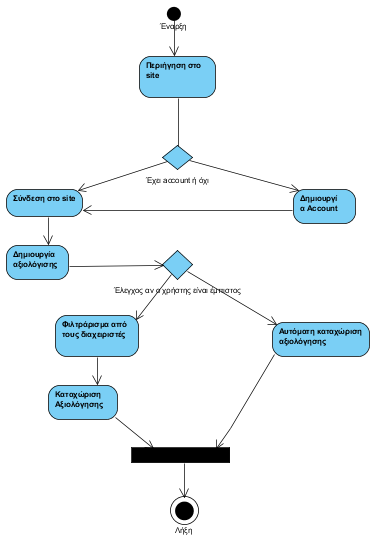 Έναρξη
Περιήγηση στο
site
Έχει account ή όχι
Σύνδεση στο site
Δημιουργί
α Account
Δημιουργία
αξιολόγισης
Έλεγχος αν ο χρήστης είναι έμπιστος
Φιλτράρισμα από
τους διαχειριστές
Αυτόματη καταχώριση
αξιολόγησης
Καταχώριση
Αξιολόγησης
Λήξη